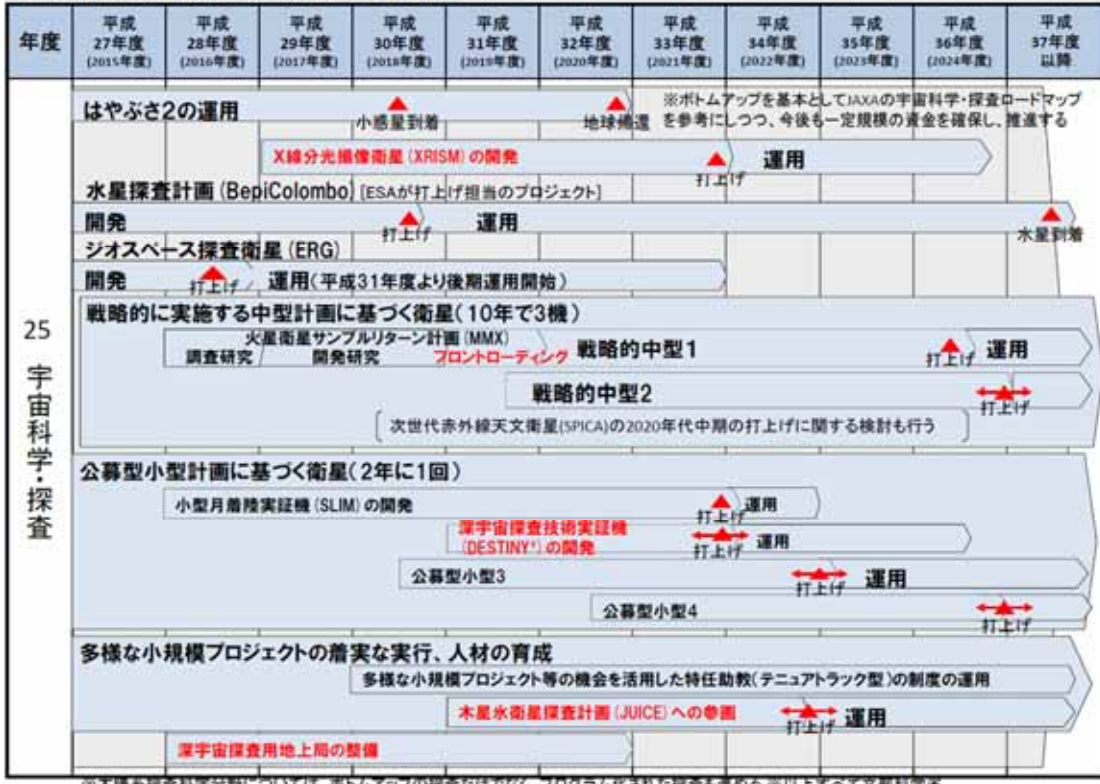 年度
平成
27年度
(2015年度)
平成
28年度
(2016年度)
平成
29年度
(2017年度)
平成
30年度
(2018年度)
平成
31年度
(2019年度)
平成
32年度
(2020年度)
平成
33年度
(2021年度)
平成
34年度
(2022年度)
平成
35年度
(2023年度)
平成
36年度
(2024年度)
平成
37年度
以降
25 宇宙科学・探査
はやぶさ2の運用
小惑星到着
地球帰還
※ボトムアップを基本としてJAXAの宇宙科学・探査ロードマップ
を参考にしつつ、今後も一定規模の資金を確保し、推進する
X線分光撮像衛星(XRISM)の開発
打上げ
運用
水星探査計画(BepiColombo) [ESAが打上げ担当のプロジェクト]
開発
打上げ
運用
水星到着
ジオスペース探査衛星(ERG)
開発
打上げ
運用(平成31年度より後期運用開始)
戦略的に実施する中型計画に基づく衛星(10年で3機)
火星衛星サンプルリターン計画(MMX)
調査研究
開発研究
フロントローディング
戦略的中型1
打上げ
運用
戦略的中型2
打上げ
次世代赤外線天文衛星(SPICA)の2020年代中期の打上げに関する検討も行う
公募型小型計画に基づく衛星(2年に1回)
小型月着陸実証機(SLIM)の開発
打上げ
運用
深宇宙探査技術実証機
(DESTINY⁺)の開発
打上げ
運用
公募型小型3
打上げ
運用
公募型小型4
打上げ
多様な小規模プロジェクトの着実な実行、人材の育成
多様な小規模プロジェクト等の機会を活用した特任助教(テニュアトラック型)の制度の運用
木星氷衛星探査計画(JUICE)への参画
打上げ
運用
深宇宙探査用地上局の整備